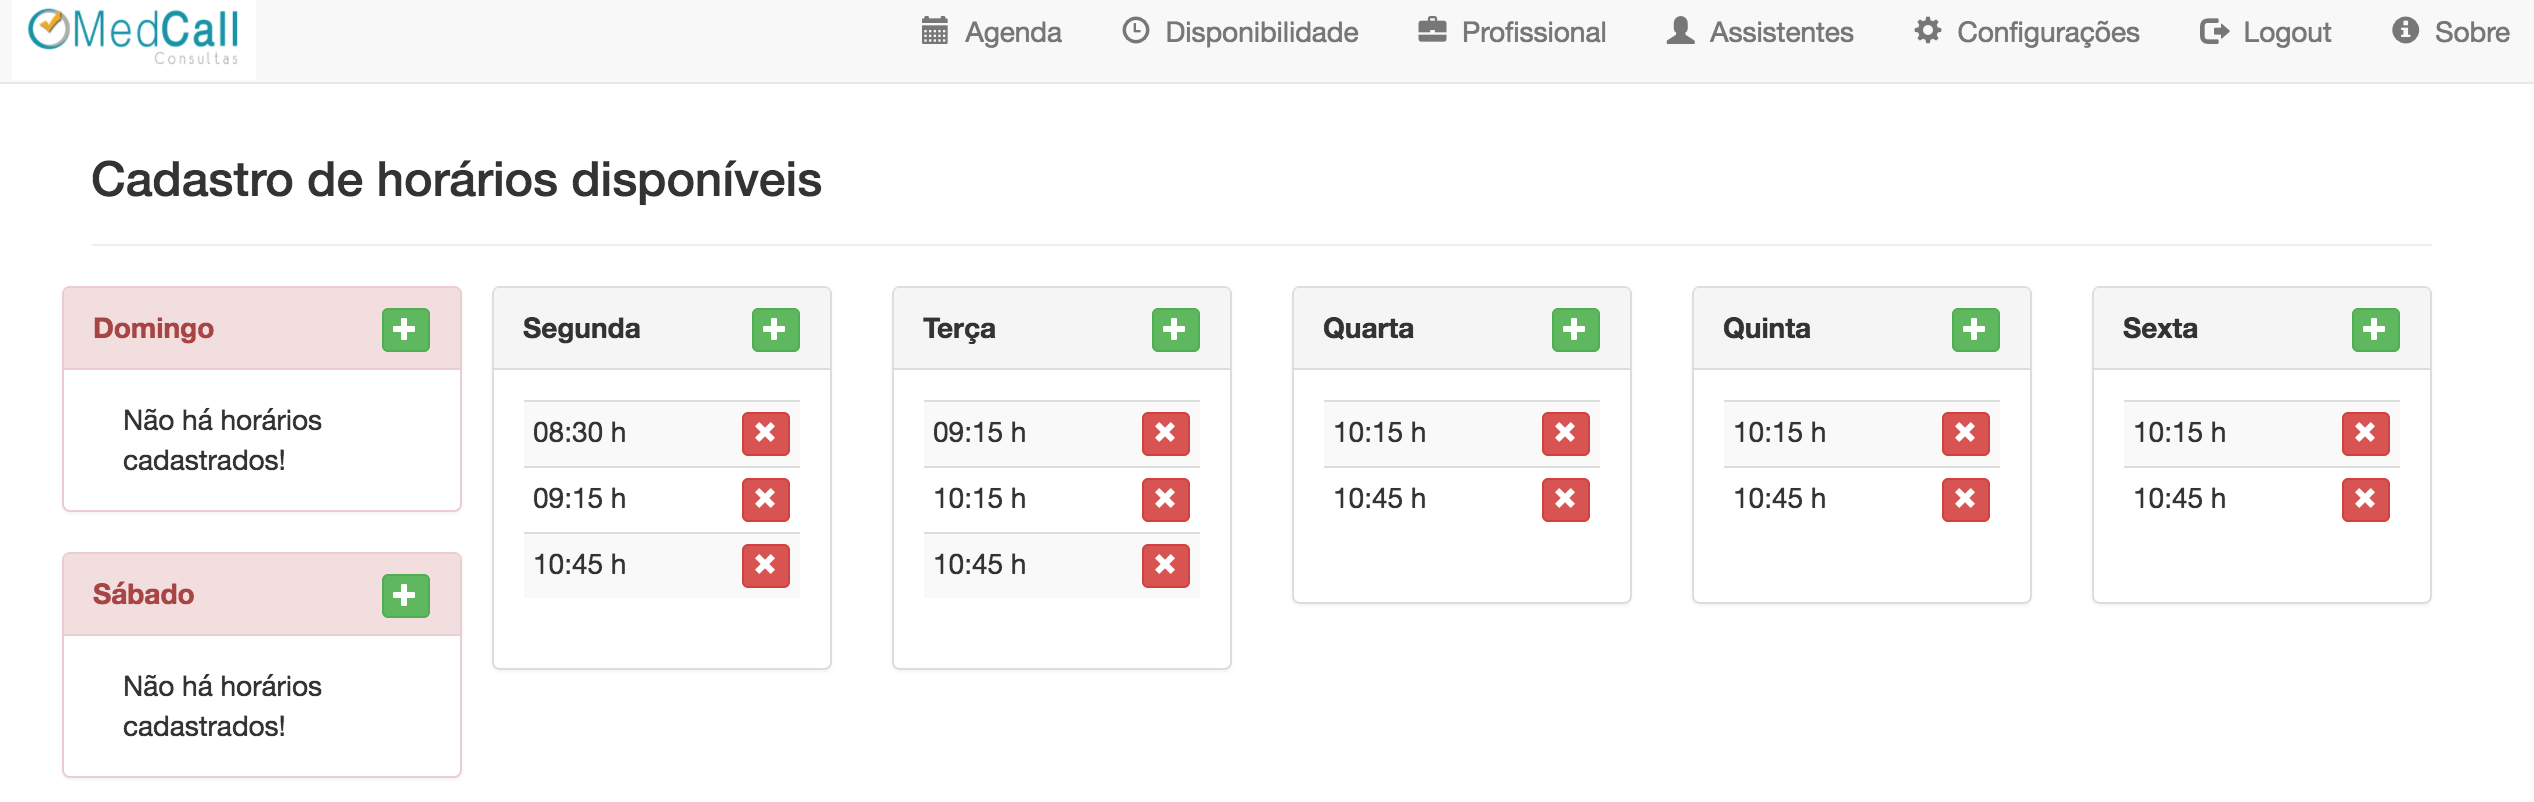 MedCall
Consultas
Agenda
Disponibilidade
Profissional
Assistentes
Configurações
Logout
Sobre
Cadastro de horários disponíveis
Domingo
Não há horários
cadastrados!
Sábado
Não há horários
cadastrados!
Segunda
08:30 h
09:15 h
10:45 h
Terça
09:15 h
10:15 h
10:45 h
Quarta
10:15 h
10:45 h
Quinta
10:15 h
10:45 h
Sexta
10:15 h
10:45 h